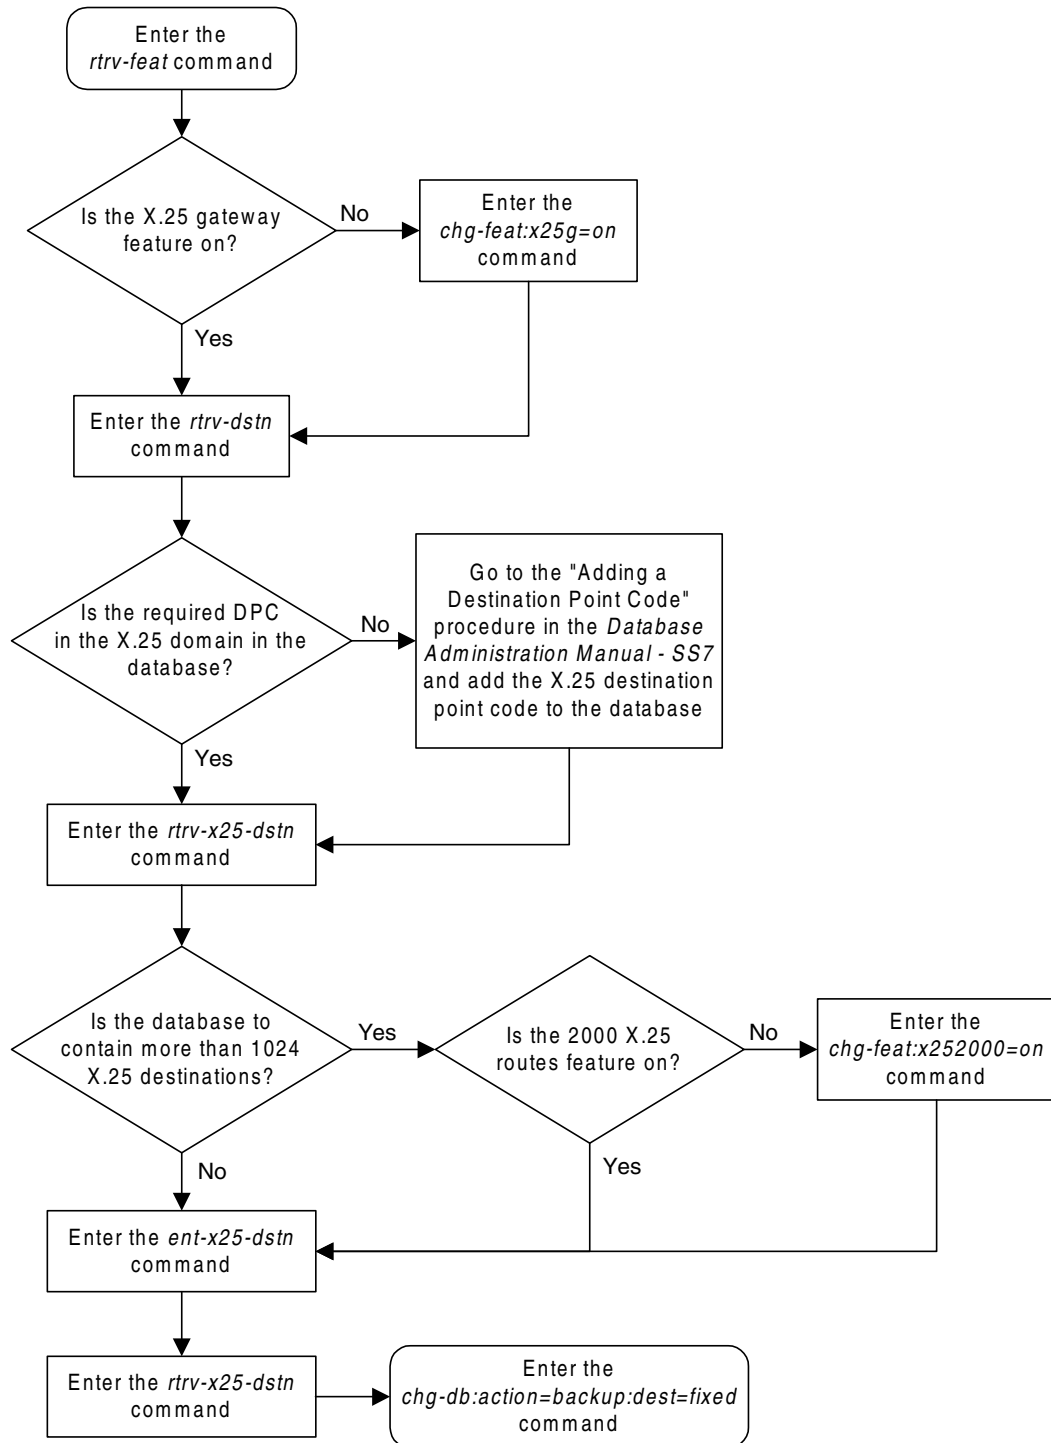 Enter the
rtrv-feat command
Is the X.25 gateway
feature on?
No
Enter the
chg-feat:x25g=on
command
Yes
Enter the rtrv-dstn
command
Is the required DPC
in the X.25 domain in the
database?
No
Go to the "Adding a
Destination Point Code"
procedure in the Database
Administration Manual - SS7
and add the X.25 destination
point code to the database
Yes
Enter the rtrv-x25-dstn
command
Is the database to
contain more than 1024
X.25 destinations?
Yes
Is the 2000 X.25
routes feature on?
No
Enter the
chg-feat:x252000=on
command
No
Yes
Enter the ent-x25-dstn
command
Enter the rtrv-x25-dstn
command
Enter the
chg-db:action=backup:dest=fixed
command